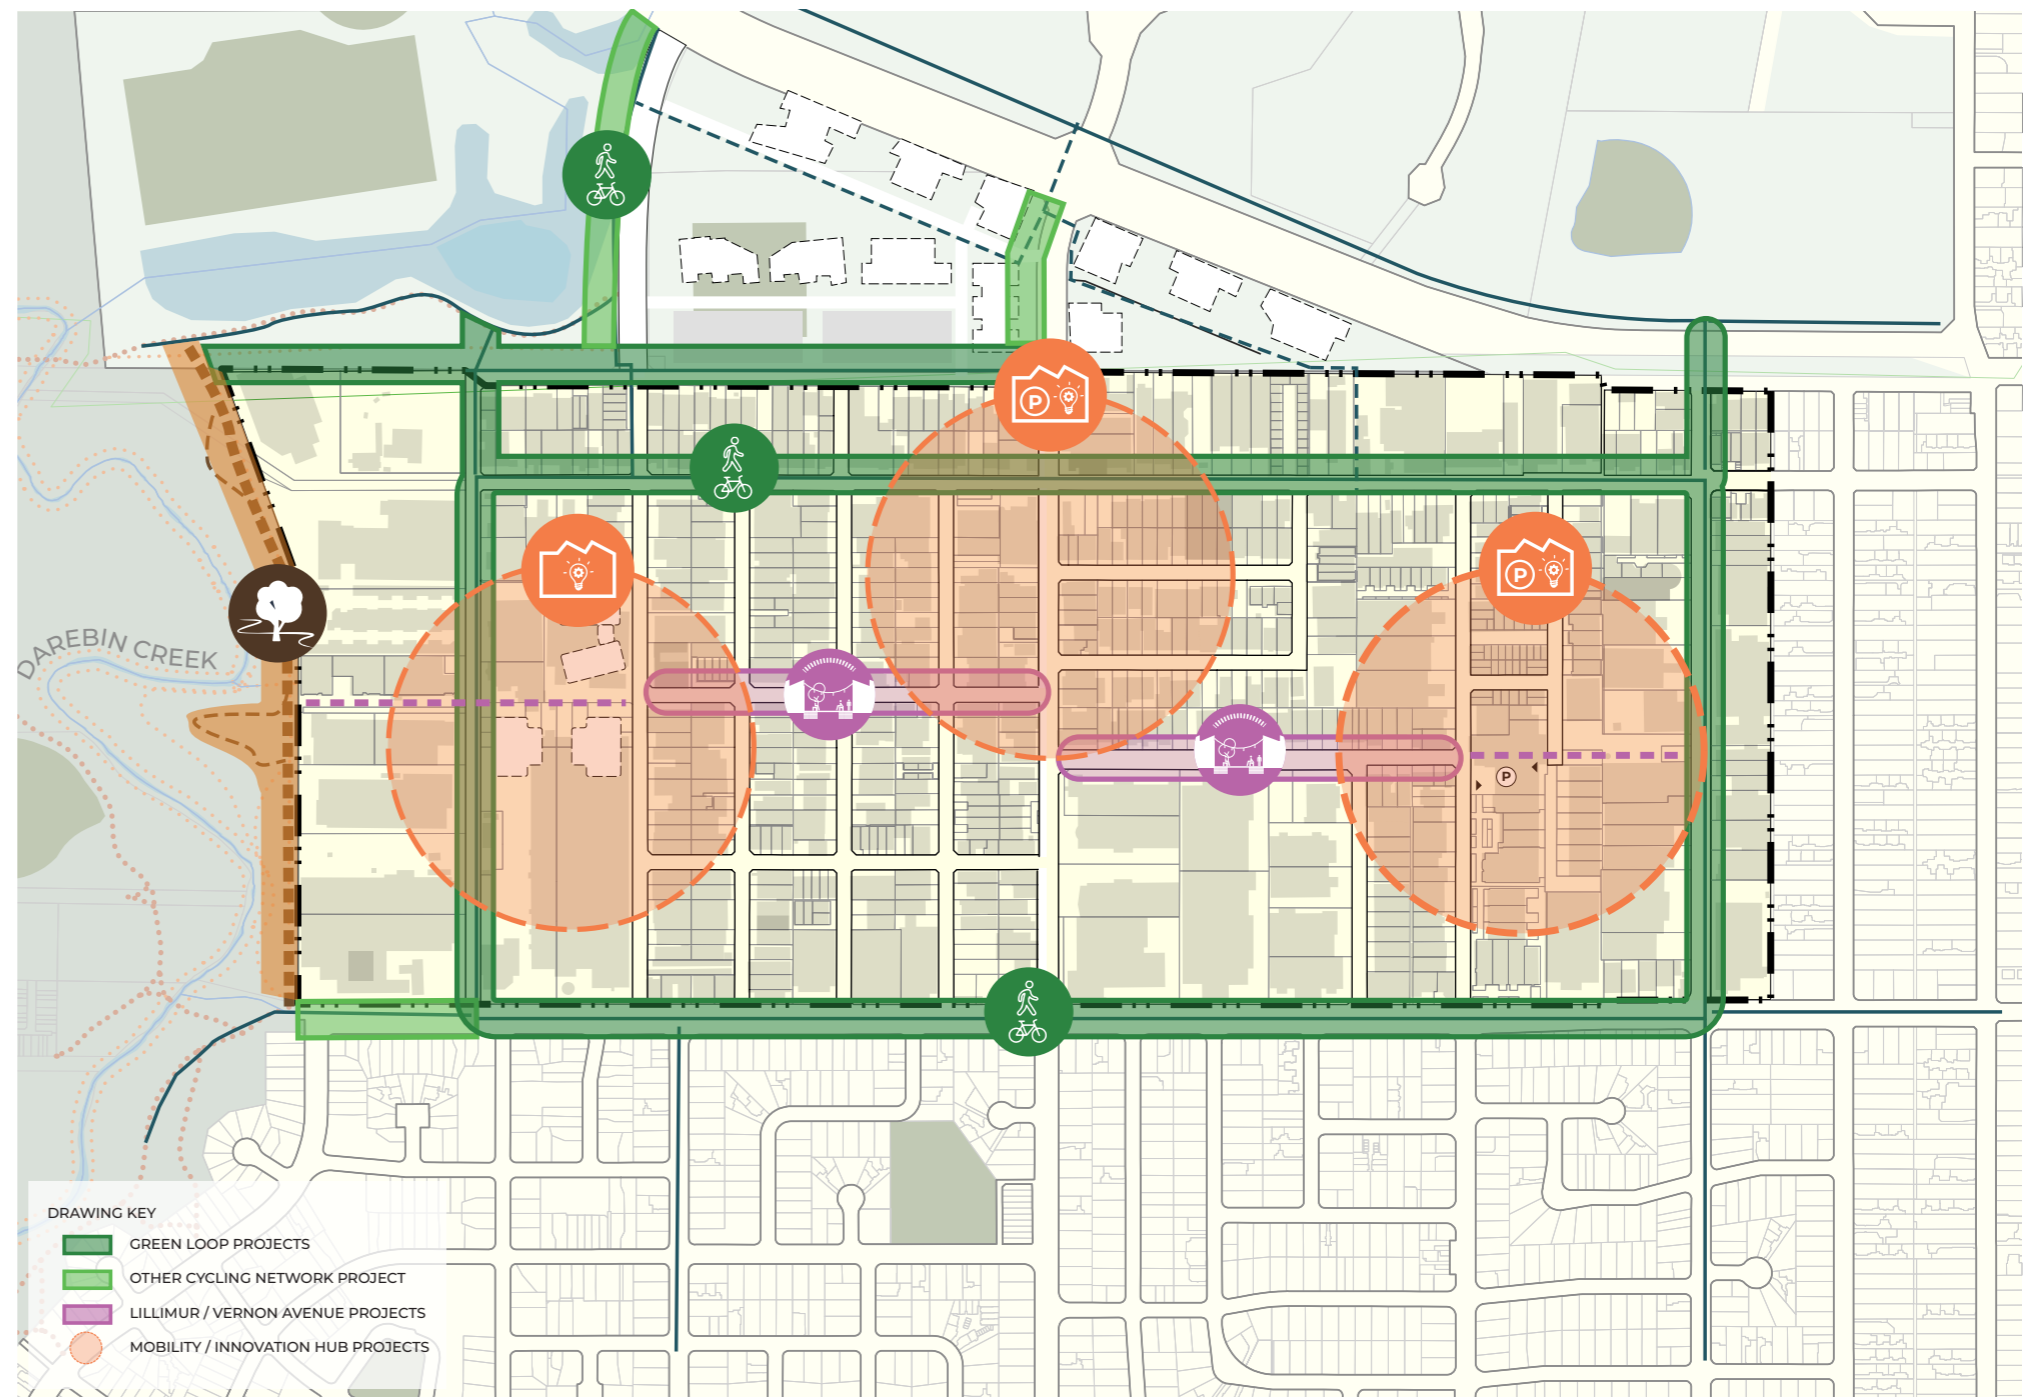 P
P
DAREBIN CREEK
P
DRAWING KEY
GREEN LOOP PROJECTS
OTHER CYCLING NETWORK PROJECT
LILLIMUR / VERNON AVENUE PROJECTS
MOBILITY / INNOVATION HUB PROJECTS